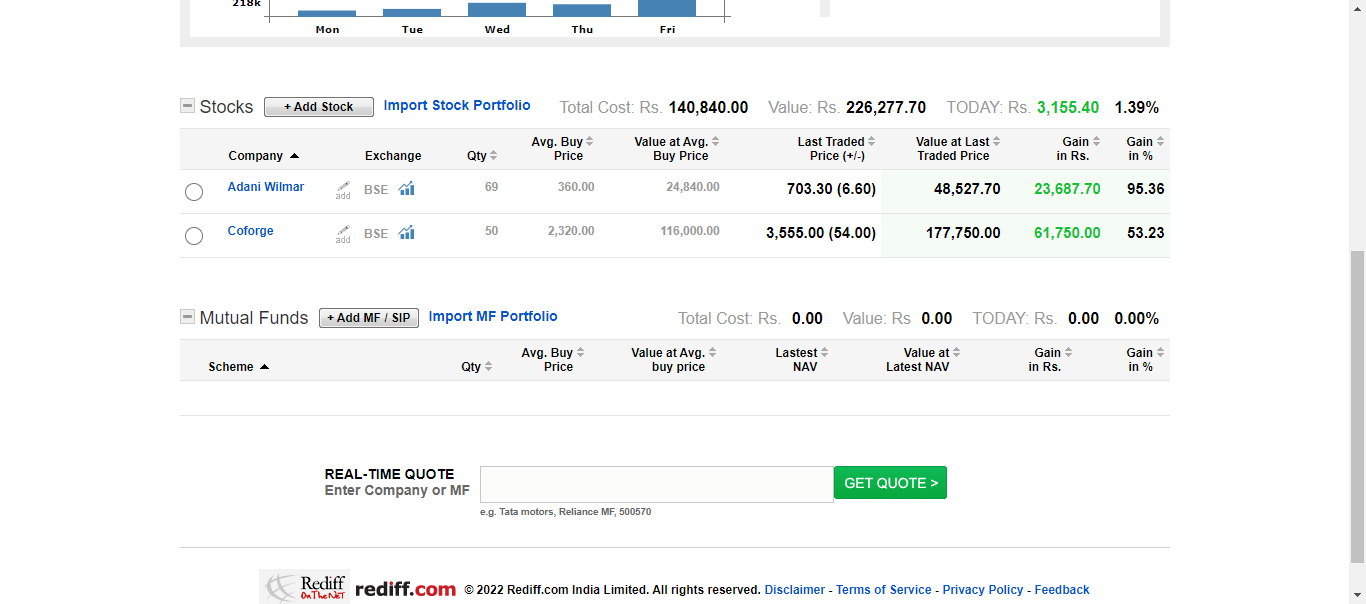 218k
Mon Tue Wed Thu Fri
Stocks + Add Stock Import Stock Portfolio Total Cost: Rs. 140,840.00 Value: Rs. 226,277.70 TODAY: Rs. 3,155.40 1.39%
Company Exchange Qty Avg. Buy Price Value at Avg. Buy Price Last Traded Price (+/-) Value at Last Traded Price Gain in Rs. Gain in %
Adani Wilmar add BSE 69 360.00 24,840.00 703.30 (6.60) 48,527.70 23,687.70 95.36
Coforge add BSE 50 2,320.00 116,000.00 3,555.00 (54.00) 177,750.00 61,750.00 53.23
Mutual Funds + Add MF / SIP Import MF Portfolio Total Cost: Rs. 0.00 Value: Rs 0.00 TODAY: Rs. 0.00 0.00%
Scheme Qty Avg. Buy Price Value at Avg. buy price Lastest NAV Value at Latest NAV Gain in Rs. Gain in %
REAL-TIME QUOTE
Enter Company or MF
GET QUOTE >
e.g. Tata motors, Reliance MF, 500570
Rediff On The NeT rediff.com © 2022 Rediff.com India Limited. All rights reserved. Disclaimer - Terms of Service - Privacy Policy - Feedback